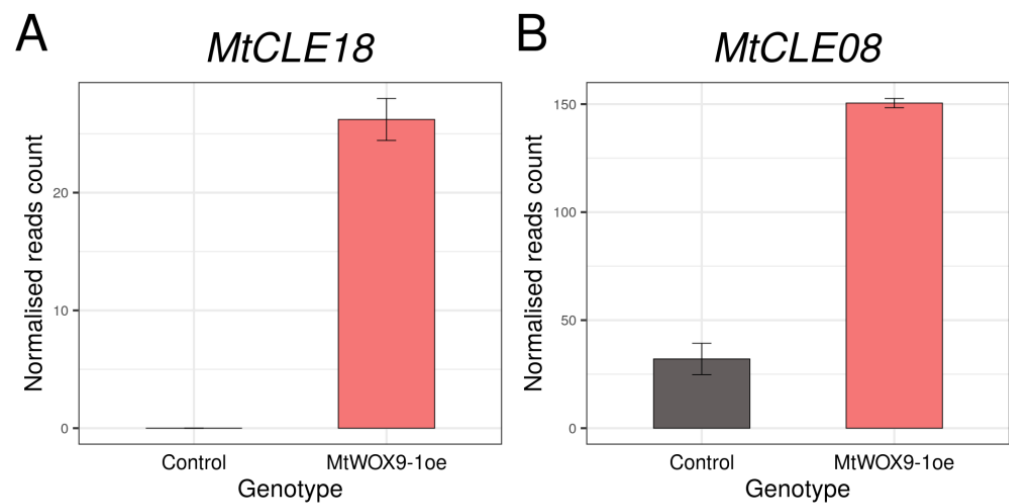 A
MtCLE18
Normalised reads count
20
10
0
Control
MtWOX9-1oe
Genotype
B
MtCLE08
Normalised reads count
150
100
50
0
Control
MtWOX9-1oe
Genotype